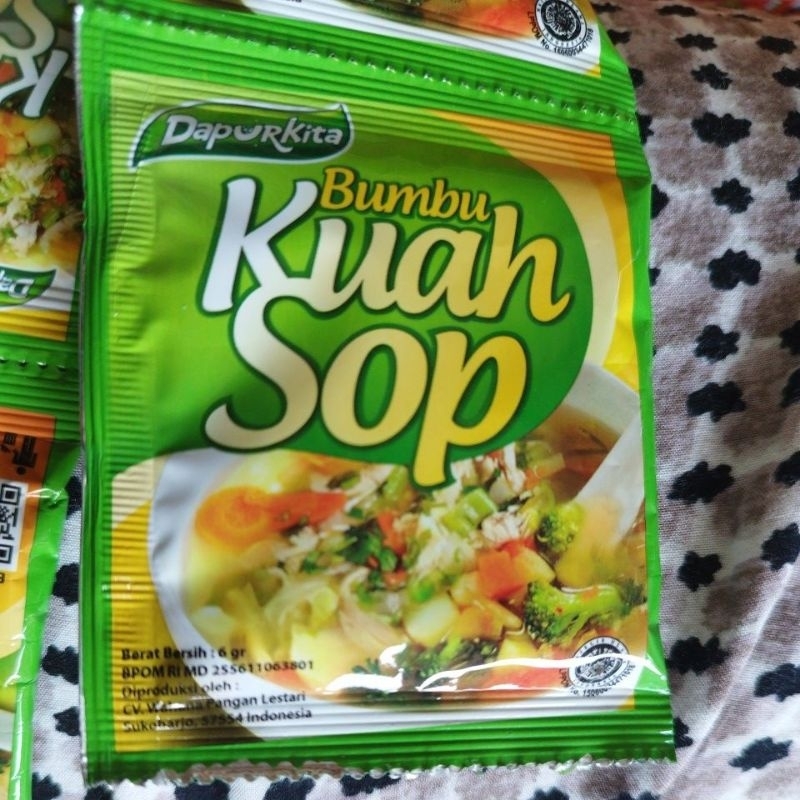 DapurKita
Bumbu
Kuah
Sop
Berat Bersih : 6 gr
BPOM RI MD 255611063801
Diproduksi oleh :
CV. Pangan Lestari
Sukoharjo, 57554 Indonesia